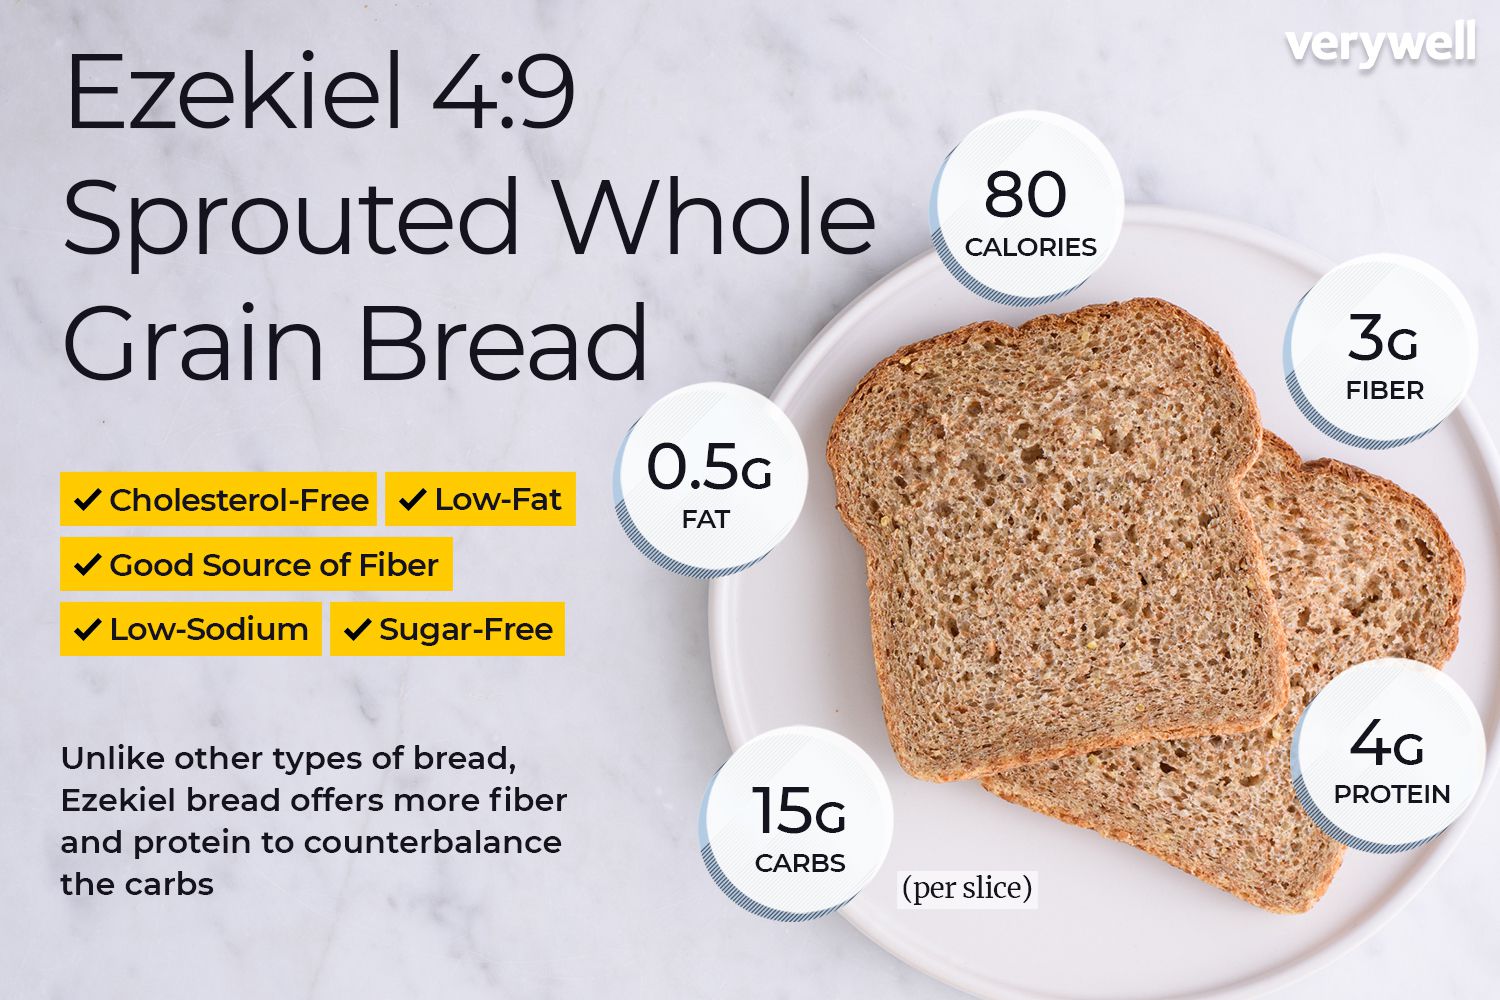 verywell
Ezekiel 4:9
Sprouted Whole
Grain Bread
80
CALORIES
3G
FIBER
0.5G
FAT
✓ Cholesterol-Free ✓ Low-Fat
✓ Good Source of Fiber
✓ Low-Sodium ✓ Sugar-Free
4G
PROTEIN
Unlike other types of bread,
Ezekiel bread offers more fiber
and protein to counterbalance
the carbs
15G
CARBS
(per slice)